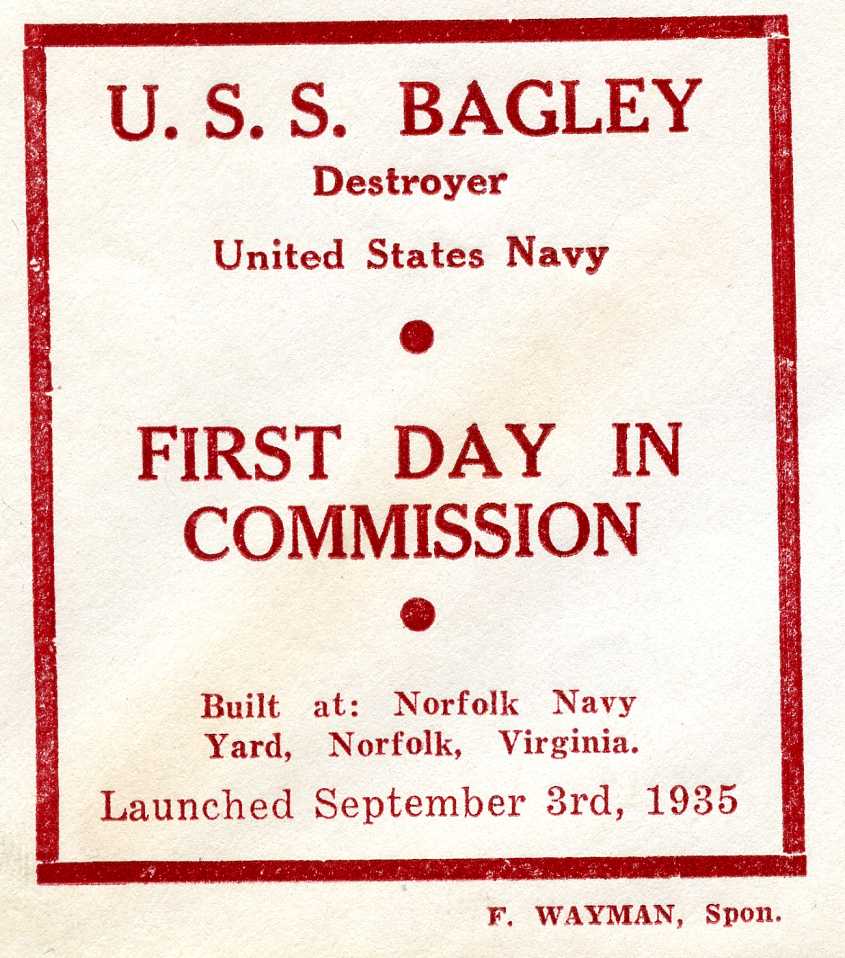 U. S. S. BAGLEY
Destroyer
United States Navy
FIRST DAY IN
COMMISSION
Built at: Norfolk Navy
Yard, Norfolk, Virginia.
Launched September 3rd, 1935
F. WAYMAN, Spon.